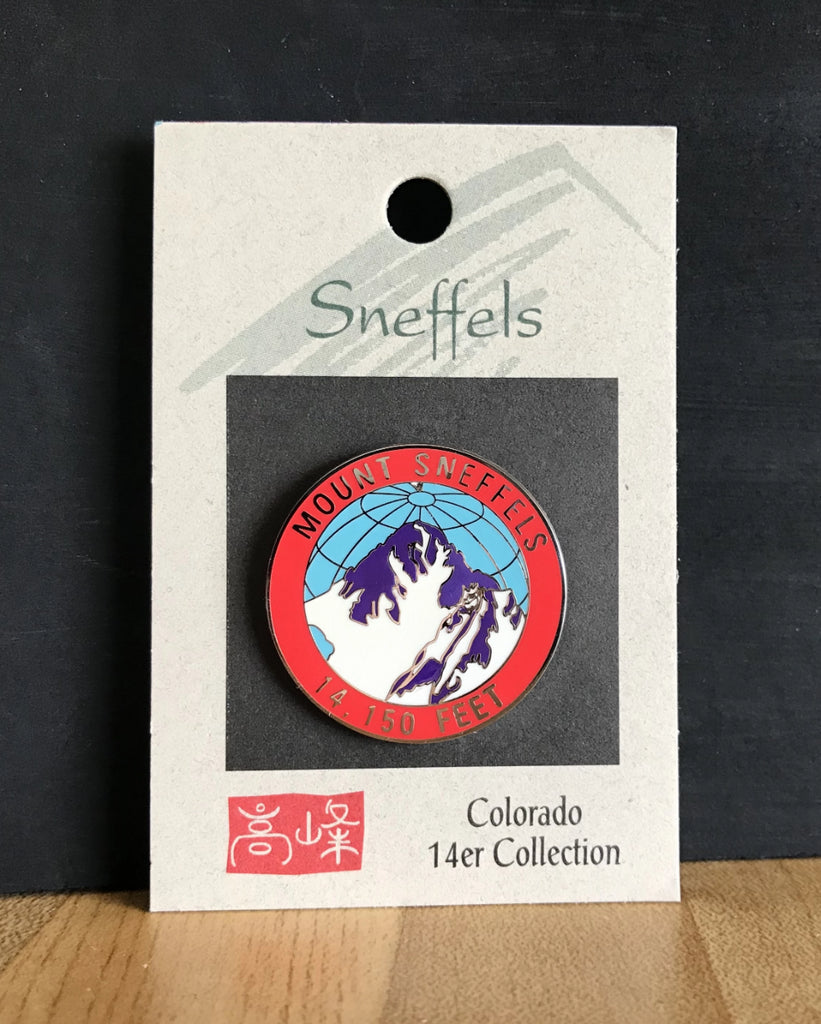 Sneffels
MOUNT SNEFFELS
14,150 FEET
高峰
Colorado
14er Collection